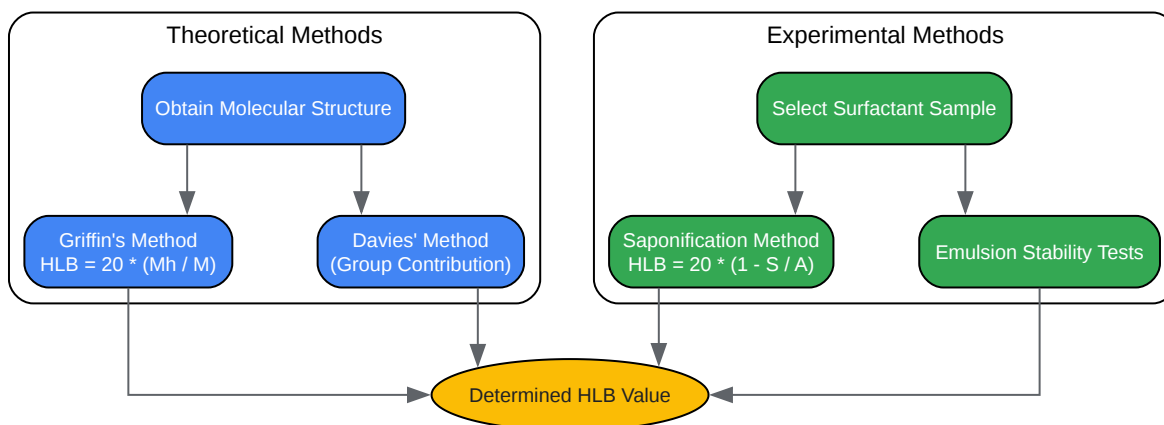 Theoretical Methods
Obtain Molecular Structure
Griffin's Method
HLB = 20 * (Mh / M)
Davies' Method
(Group Contribution)
Experimental Methods
Select Surfactant Sample
Saponification Method
HLB = 20 * (1 - S / A)
Emulsion Stability Tests
Determined HLB Value